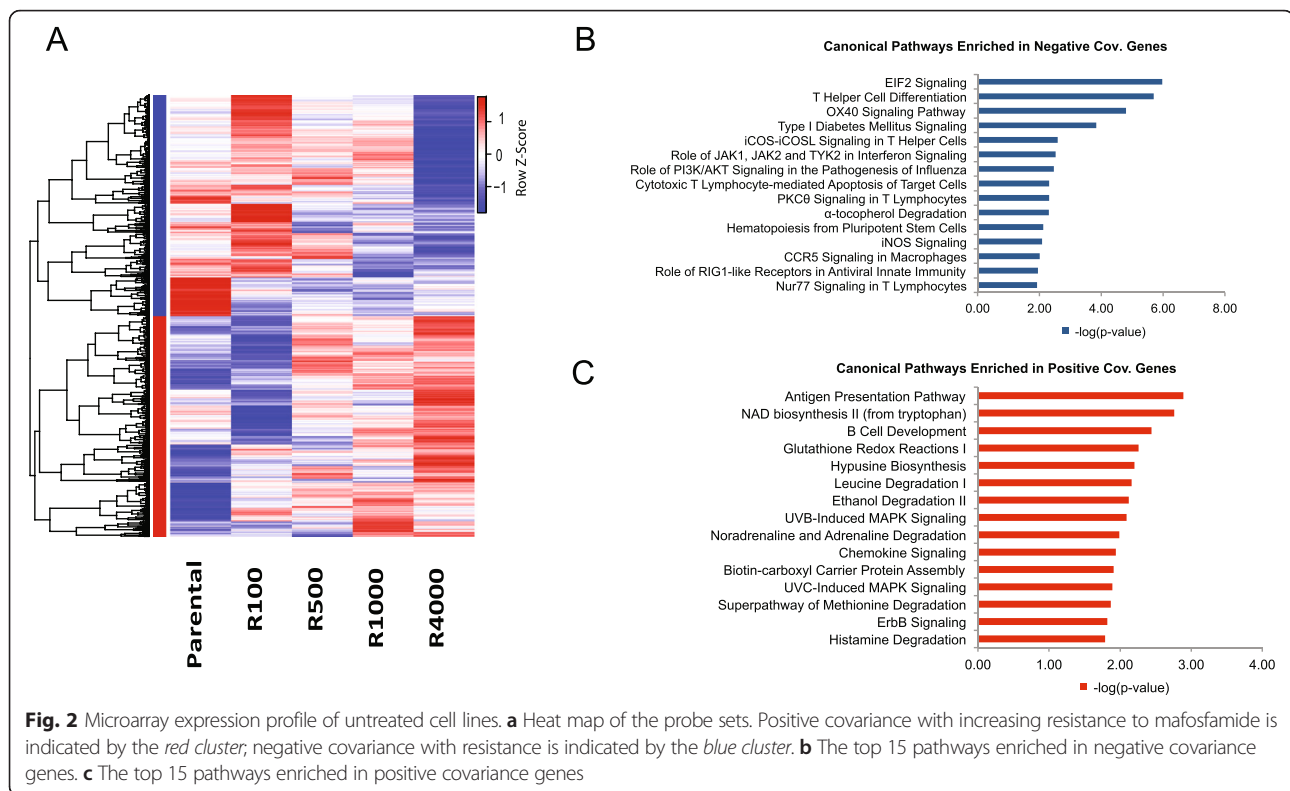 A
1
0
−1
Row Z-Score
Parental
R100
R500
R1000
R4000
B
Canonical Pathways Enriched in Negative Cov. Genes
EIF2 Signaling
T Helper Cell Differentiation
OX40 Signaling Pathway
Type I Diabetes Mellitus Signaling
iCOS-iCOSL Signaling in T Helper Cells
Role of JAK1, JAK2 and TYK2 in Interferon Signaling
Role of PI3K/AKT Signaling in the Pathogenesis of Influenza
Cytotoxic T Lymphocyte-mediated Apoptosis of Target Cells
PKCθ Signaling in T Lymphocytes
α-tocopherol Degradation
Hematopoiesis from Pluripotent Stem Cells
iNOS Signaling
CCR5 Signaling in Macrophages
Role of RIG1-like Receptors in Antiviral Innate Immunity
Nur77 Signaling in T Lymphocytes
0.00 2.00 4.00 6.00 8.00
-log(p-value)
C
Canonical Pathways Enriched in Positive Cov. Genes
Antigen Presentation Pathway
NAD biosynthesis II (from tryptophan)
B Cell Development
Glutathione Redox Reactions I
Hypusine Biosynthesis
Leucine Degradation I
Ethanol Degradation II
UVB-Induced MAPK Signaling
Noradrenaline and Adrenaline Degradation
Chemokine Signaling
Biotin-carboxyl Carrier Protein Assembly
UVC-Induced MAPK Signaling
Superpathway of Methionine Degradation
ErbB Signaling
Histamine Degradation
0.00 1.00 2.00 3.00 4.00
-log(p-value)
Fig. 2 Microarray expression profile of untreated cell lines. a Heat map of the probe sets. Positive covariance with increasing resistance to mafosfamide is
indicated by the red cluster; negative covariance with resistance is indicated by the blue cluster. b The top 15 pathways enriched in negative covariance
genes. c The top 15 pathways enriched in positive covariance genes